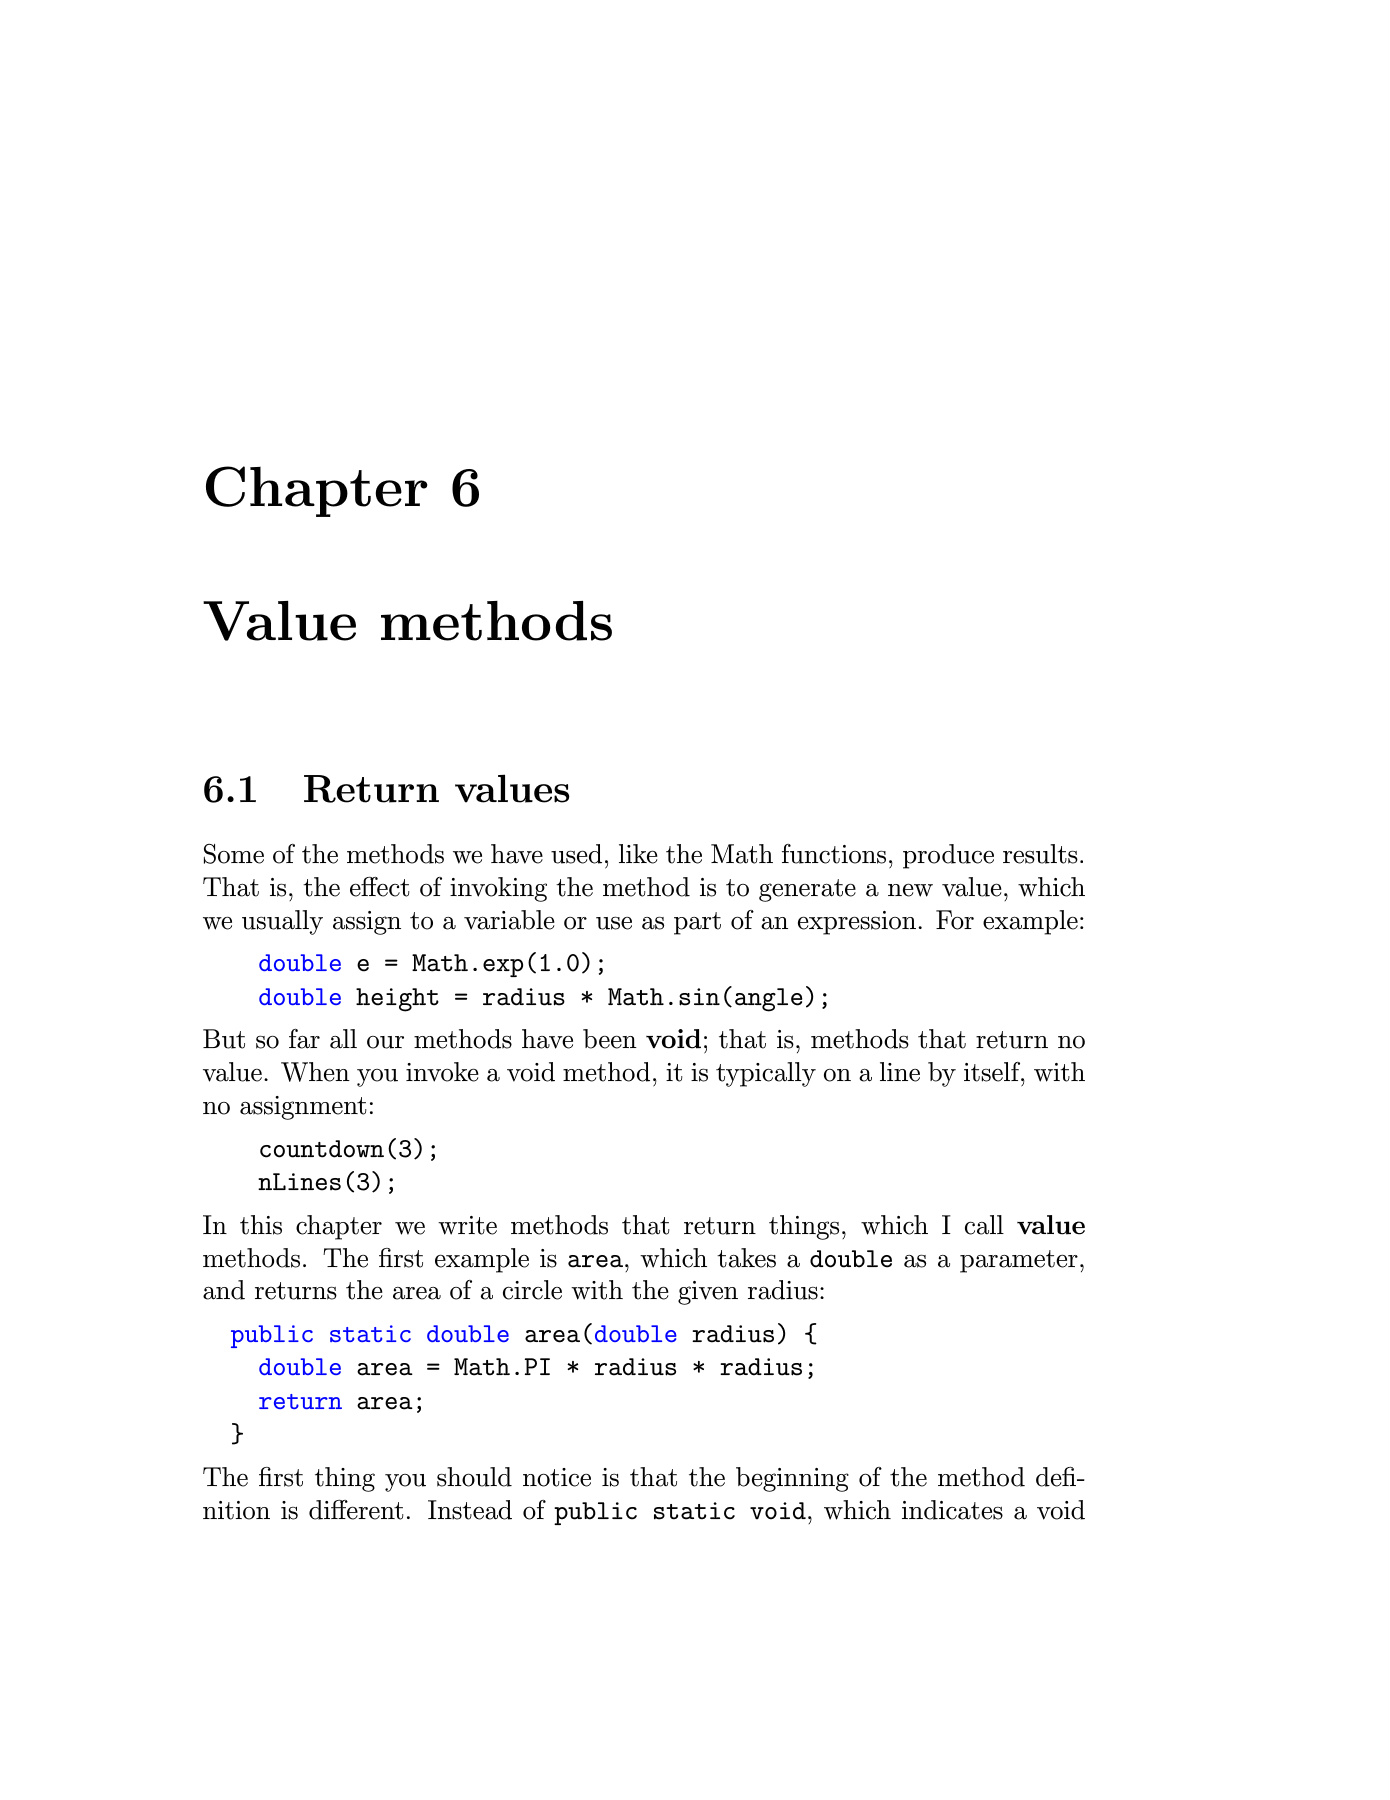 Chapter 6
Value methods
6.1 Return values
Some of the methods we have used, like the Math functions, produce results.
That is, the effect of invoking the method is to generate a new value, which
we usually assign to a variable or use as part of an expression. For example:
double e = Math.exp(1.0);
double height = radius * Math.sin(angle);
But so far all our methods have been void; that is, methods that return no
value. When you invoke a void method, it is typically on a line by itself, with
no assignment:
countdown(3);
nLines(3);
In this chapter we write methods that return things, which I call value
methods. The first example is area, which takes a double as a parameter,
and returns the area of a circle with the given radius:
public static double area(double radius) {
double area = Math.PI * radius * radius;
return area;
}
The first thing you should notice is that the beginning of the method defi-
nition is different. Instead of public static void, which indicates a void